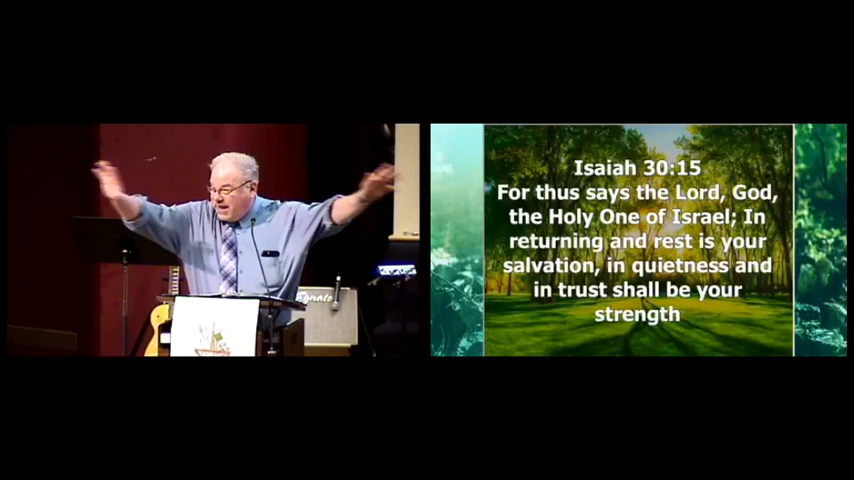 Isaiah 30:15
For thus says the Lord, God,
the Holy One of Israel; In
returning and rest is your
salvation, in quietness and
in trust shall be your
strength